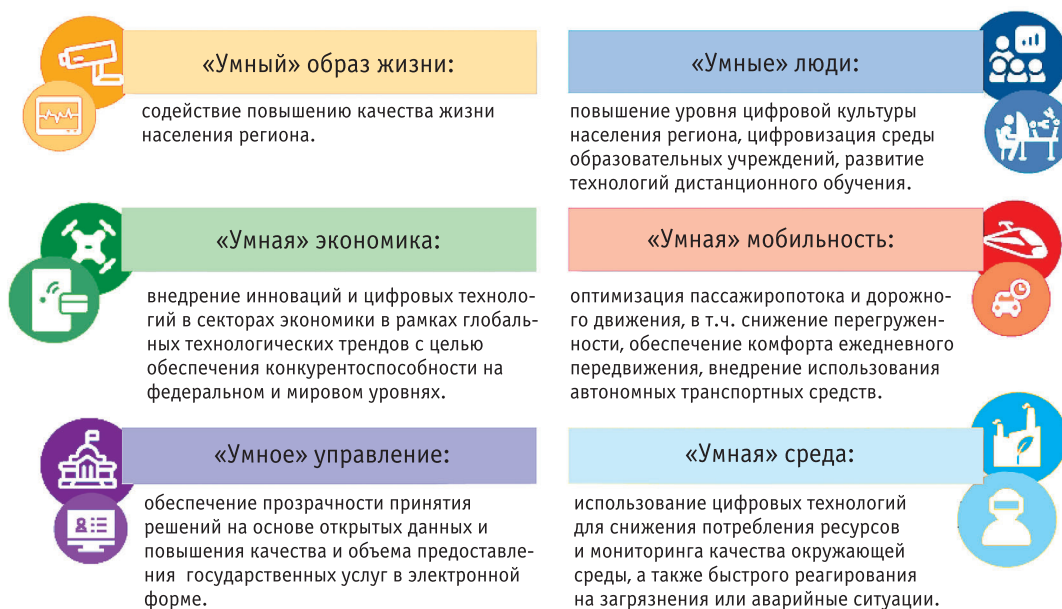 «Умный» образ жизни:
содействие повышению качества жизни
населения региона.
«Умные» люди:
повышение уровня цифровой культуры
населения региона, цифровизация среды
образовательных учреждений, развитие
технологий дистанционного обучения.
«Умная» экономика:
внедрение инноваций и цифровых техноло-
гий в секторах экономики в рамках глобаль-
ных технологических трендов с целью
обеспечения конкурентоспособности на
федеральном и мировом уровнях.
«Умная» мобильность:
оптимизация пассажиропотока и дорожно-
го движения, в т.ч. снижение перегружен-
ности, обеспечение комфорта ежедневного
передвижения, внедрение использования
автономных транспортных средств.
«Умное» управление:
обеспечение прозрачности принятия
решений на основе открытых данных и
повышения качества и объема предоставле-
ния государственных услуг в электронной
форме.
«Умная» среда:
использование цифровых технологий
для снижения потребления ресурсов
и мониторинга качества окружающей
среды, а также быстрого реагирования
на загрязнения или аварийные ситуации.